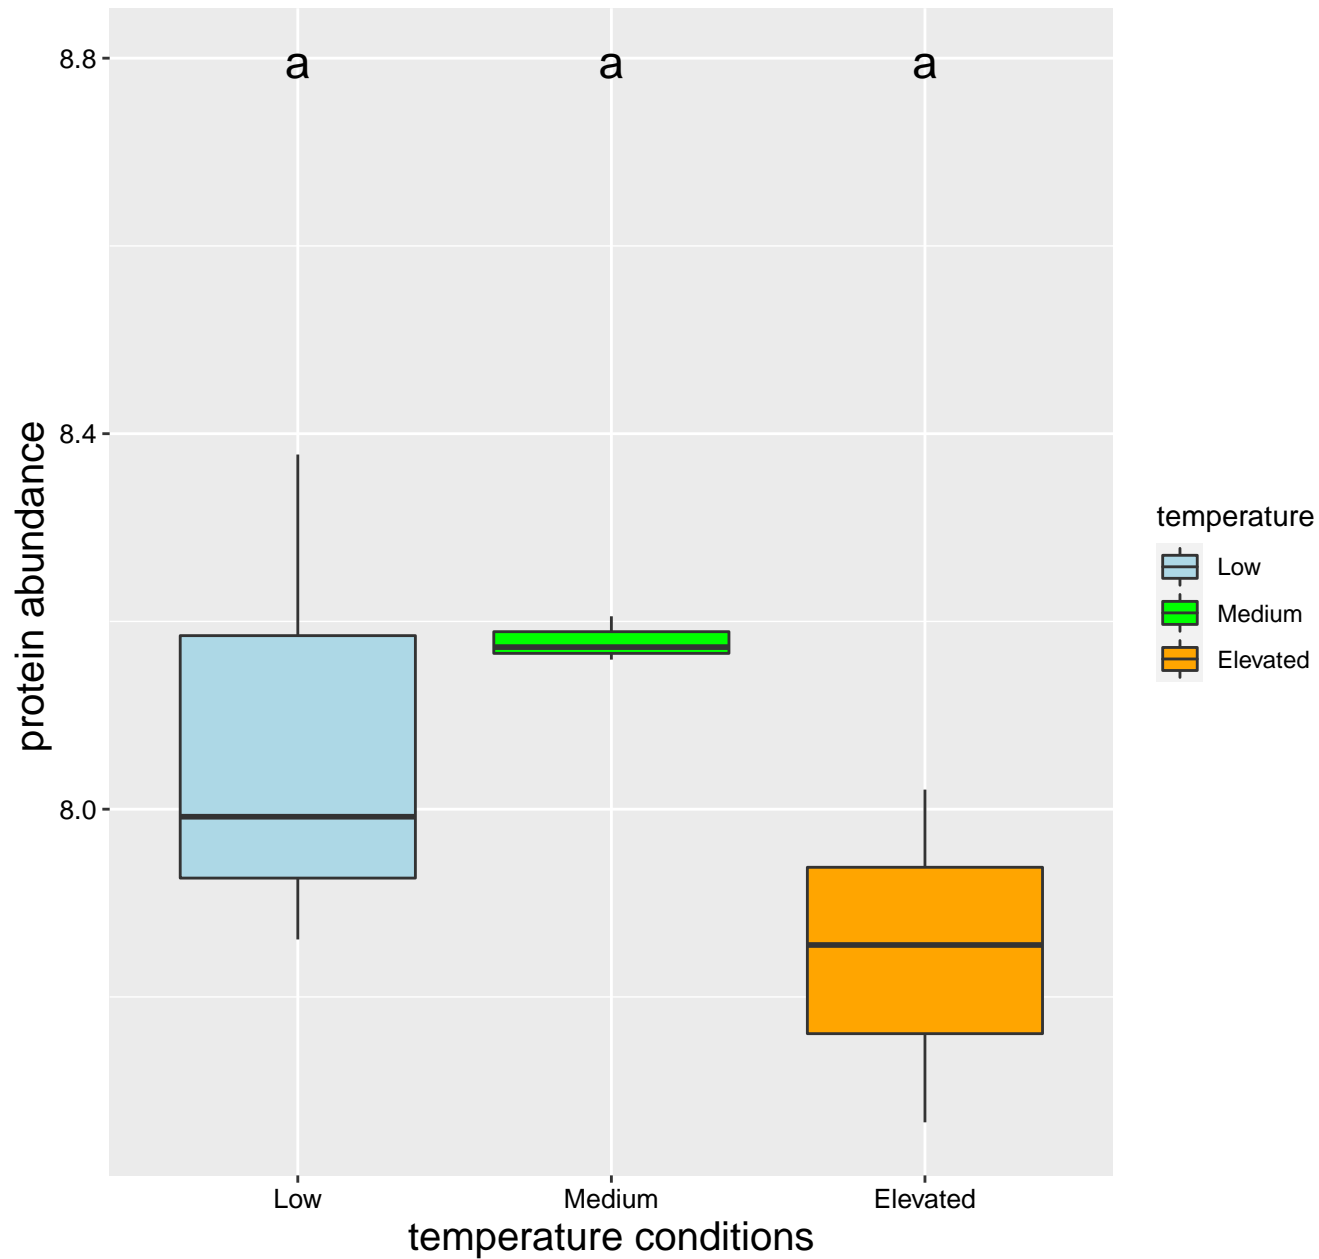 8.8
a a a
8.4
8.0
protein abundance
Low Medium Elevated
temperature conditions
temperature
Low
Medium
Elevated